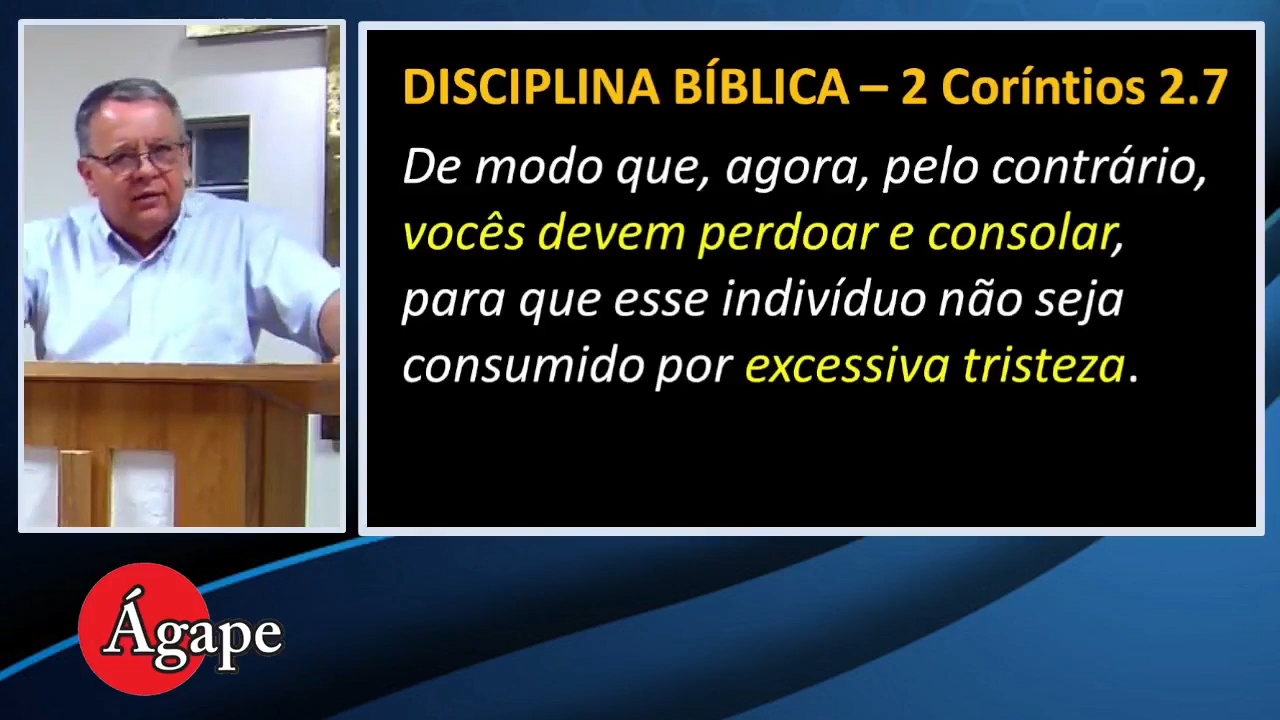 DISCIPLINA BÍBLICA – 2 Coríntios 2.7
De modo que, agora, pelo contrário,
vocês devem perdoar e consolar,
para que esse indivíduo não seja
consumido por excessiva tristeza.
Ágape